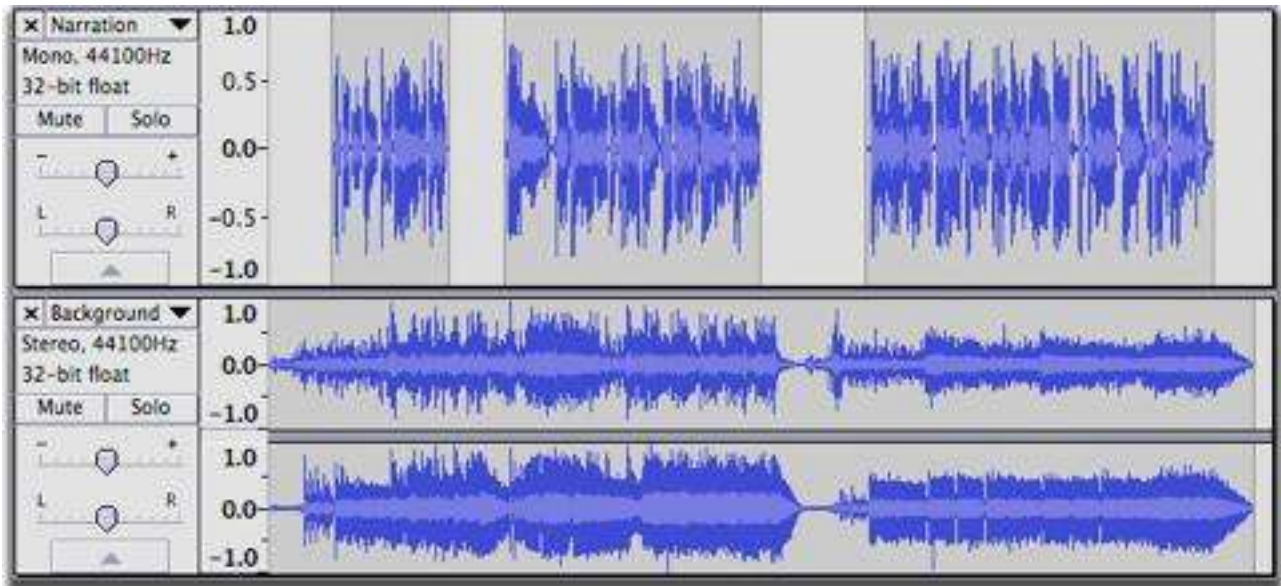 × Narration ▼
Mono, 44100Hz
32-bit float
Mute Solo
- +
L R
1.0
0.5-
0.0-
-0.5-
-1.0
× Background ▼
Stereo, 44100Hz
32-bit float
Mute Solo
- +
L R
1.0
0.0-
-1.0
1.0
0.0-
-1.0